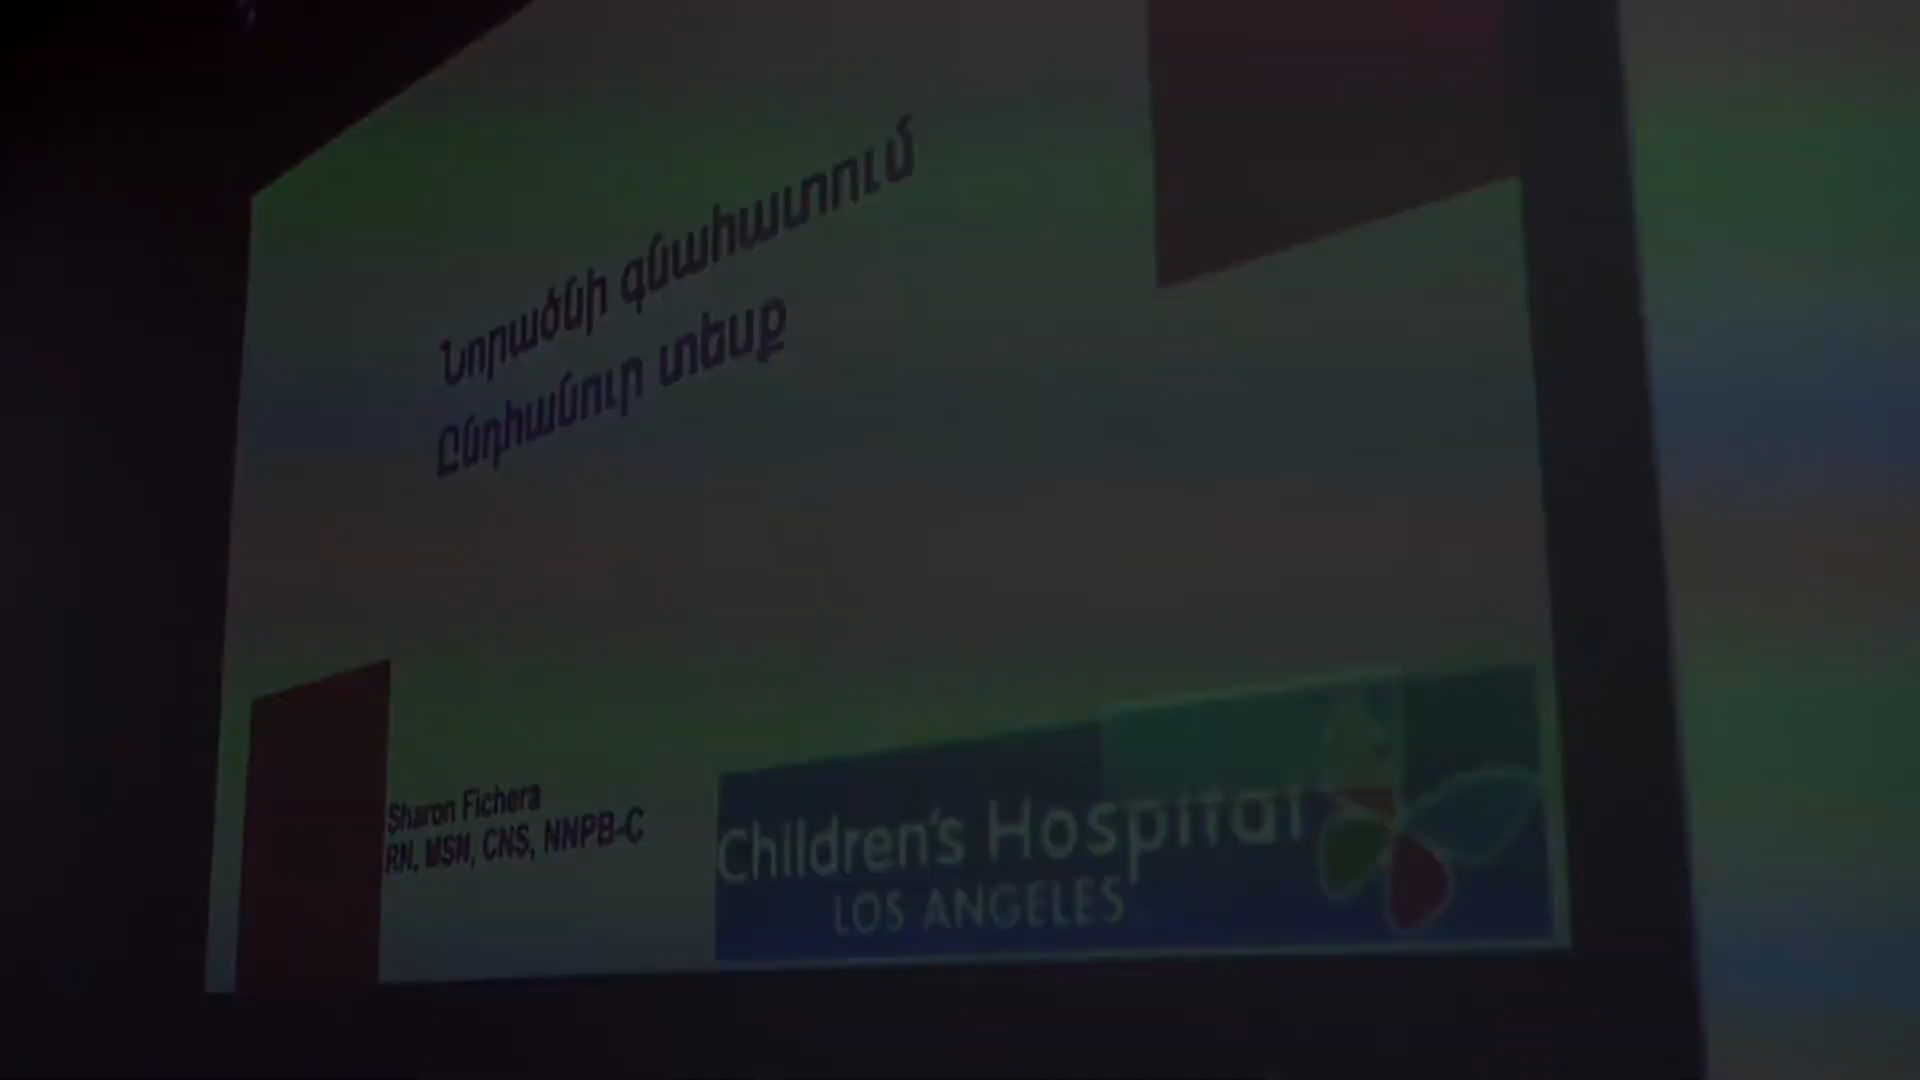 Նորածնի գնահատում
Ընդհանուր տեսք
Sharon Fichera
RN, MSN, CNS, NNPB-C
Children's Hospital
LOS ANGELES